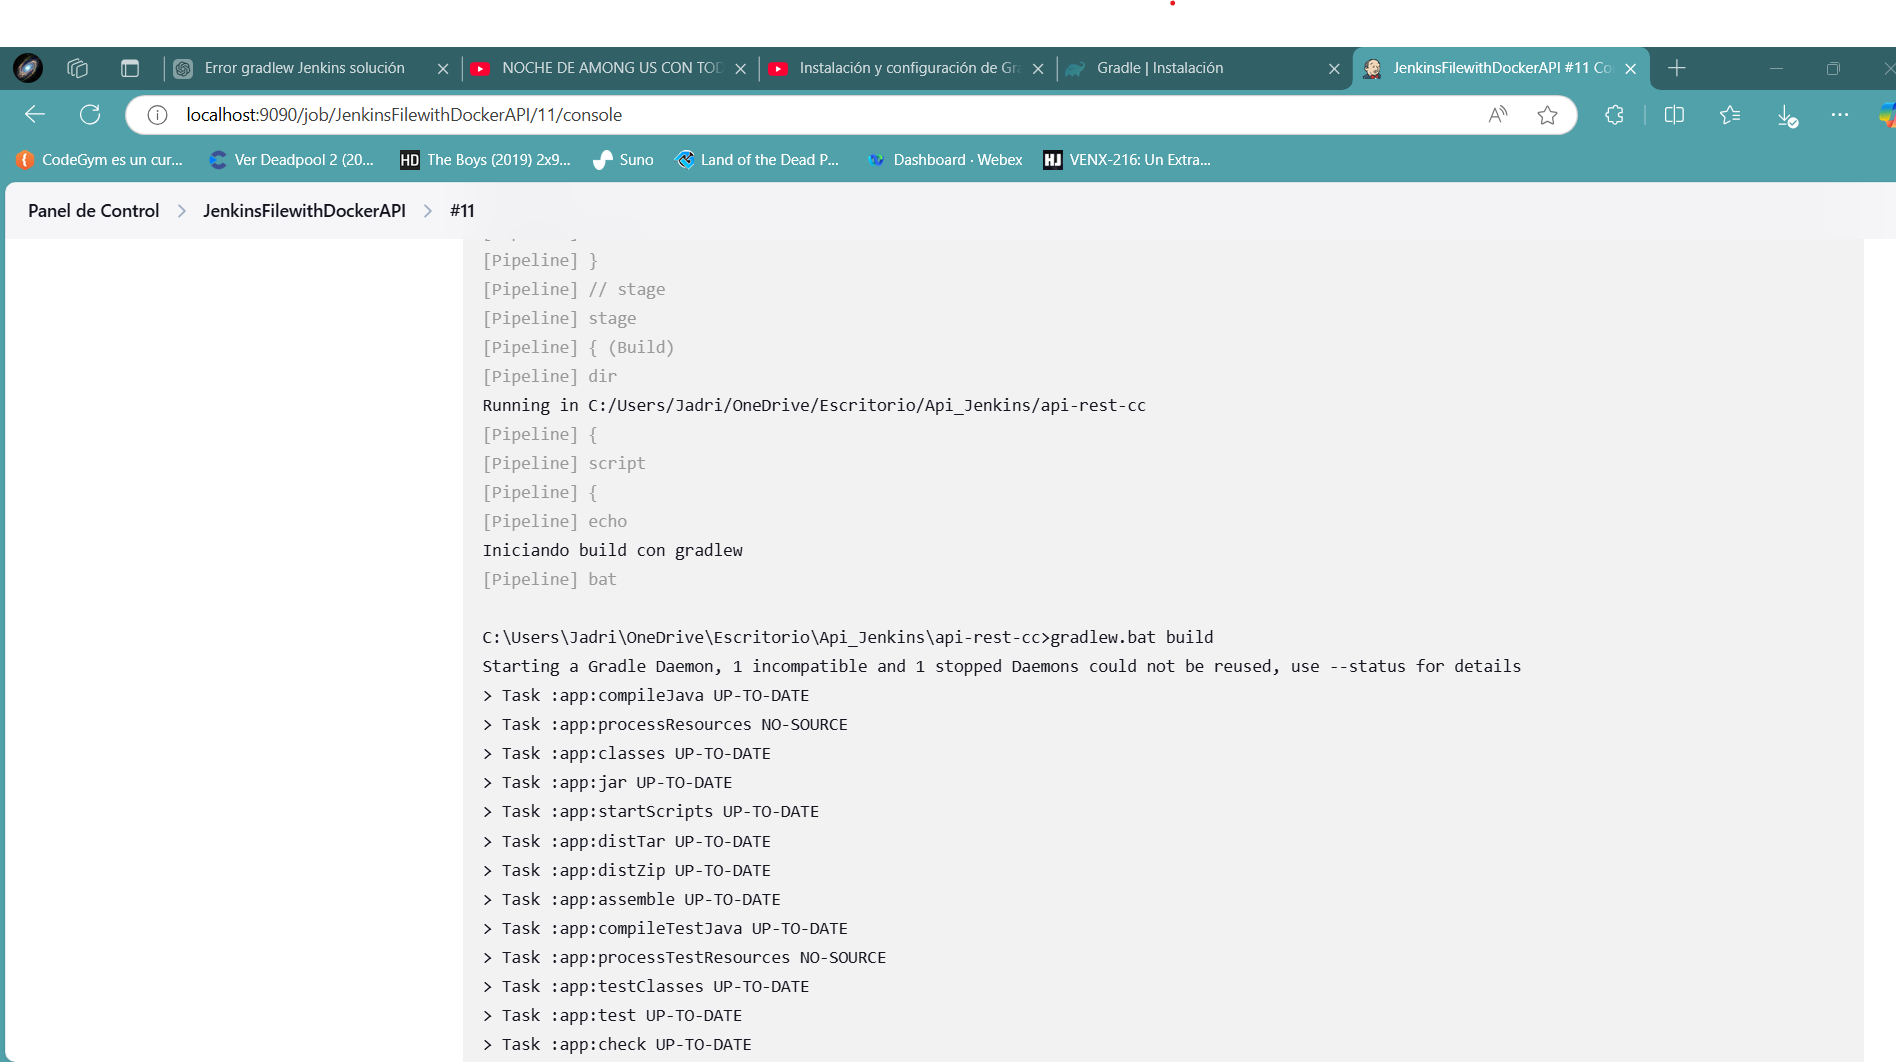 Error gradlew Jenkins solución
NOCHE DE AMONG US CON TOD
Instalación y configuración de Gr
Gradle | Instalación
JenkinsFilewithDockerAPI #11 Co
localhost:9090/job/JenkinsFilewithDockerAPI/11/console
CodeGym es un cur...
Ver Deadpool 2 (20...
HD The Boys (2019) 2x9...
Suno
Land of the Dead P...
Dashboard · Webex
HJ VENX-216: Un Extra...
Panel de Control > JenkinsFilewithDockerAPI > #11
[Pipeline] }
[Pipeline] // stage
[Pipeline] stage
[Pipeline] { (Build)
[Pipeline] dir
Running in C:/Users/Jadri/OneDrive/Escritorio/Api_Jenkins/api-rest-cc
[Pipeline] {
[Pipeline] script
[Pipeline] {
[Pipeline] echo
Iniciando build con gradlew
[Pipeline] bat
C:\Users\Jadri\OneDrive\Escritorio\Api_Jenkins\api-rest-cc>gradlew.bat build
Starting a Gradle Daemon, 1 incompatible and 1 stopped Daemons could not be reused, use --status for details
> Task :app:compileJava UP-TO-DATE
> Task :app:processResources NO-SOURCE
> Task :app:classes UP-TO-DATE
> Task :app:jar UP-TO-DATE
> Task :app:startScripts UP-TO-DATE
> Task :app:distTar UP-TO-DATE
> Task :app:distZip UP-TO-DATE
> Task :app:assemble UP-TO-DATE
> Task :app:compileTestJava UP-TO-DATE
> Task :app:processTestResources NO-SOURCE
> Task :app:testClasses UP-TO-DATE
> Task :app:test UP-TO-DATE
> Task :app:check UP-TO-DATE